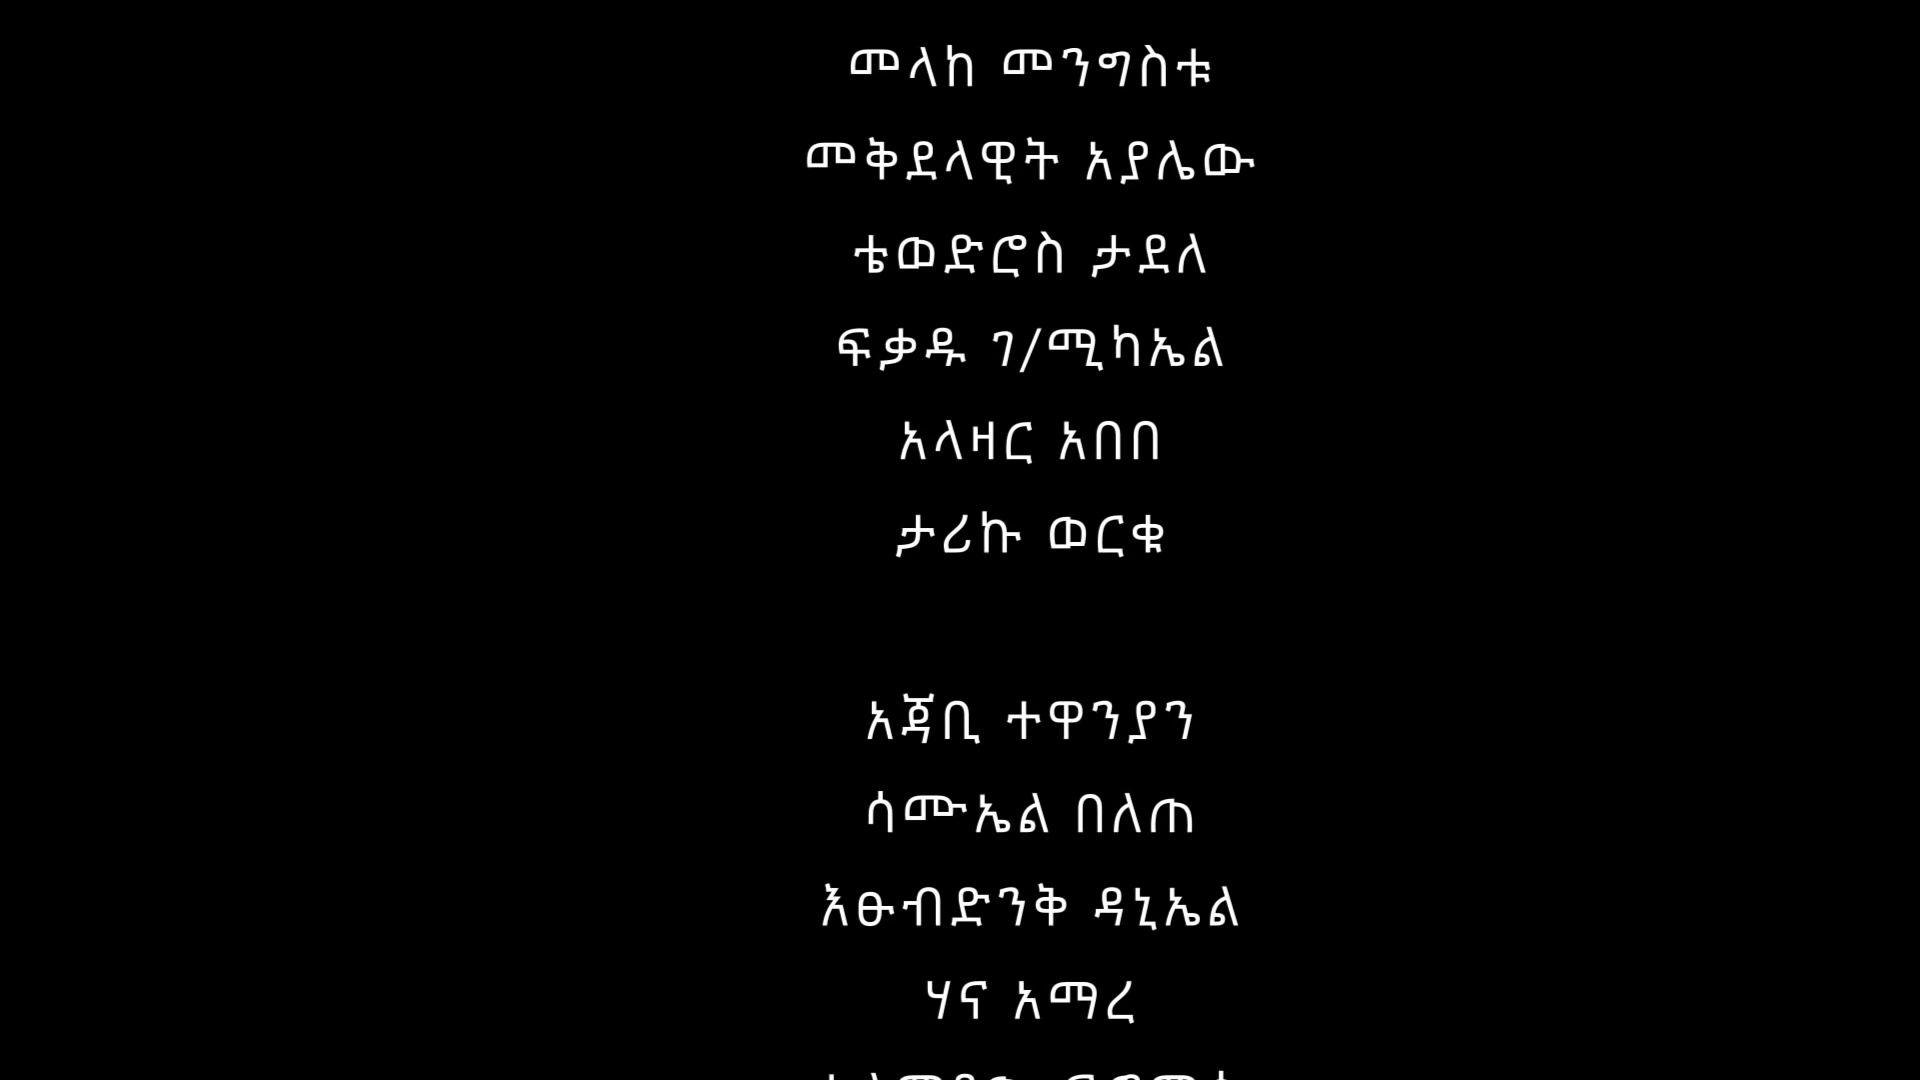 መላከ መንግስቱ
መቅደላዊት አያሌው
ቴወድሮስ ታደለ
ፍቃዱ ገ/ሚካኤል
አላዛር አበበ
ታሪኩ ወርቁ
አጃቢ ተዋንያን
ሳሙኤል በለጠ
እፁብድንቅ ዳኒኤል
ሃና አማረ